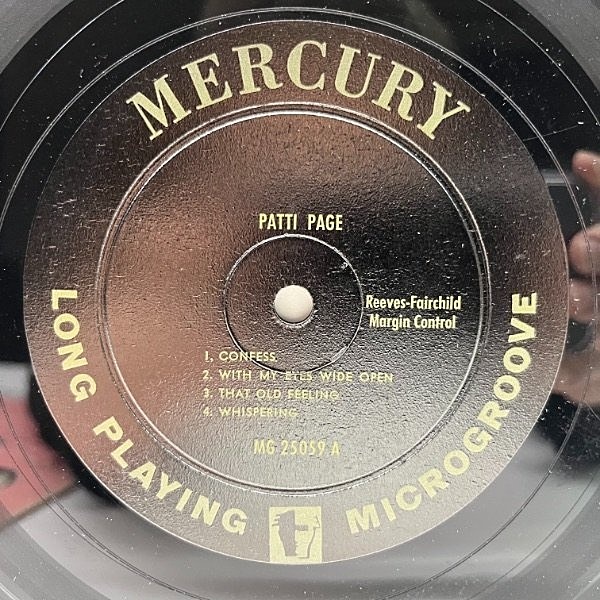 MERCURY
PATTI PAGE
Reeves-Fairchild
Margin Control
1. CONFESS
2. WITH MY EYES WIDE OPEN
3. THAT OLD FEELING
4. WHISPERING
MG 25059 A
LONG PLAYING MICROGROOVE